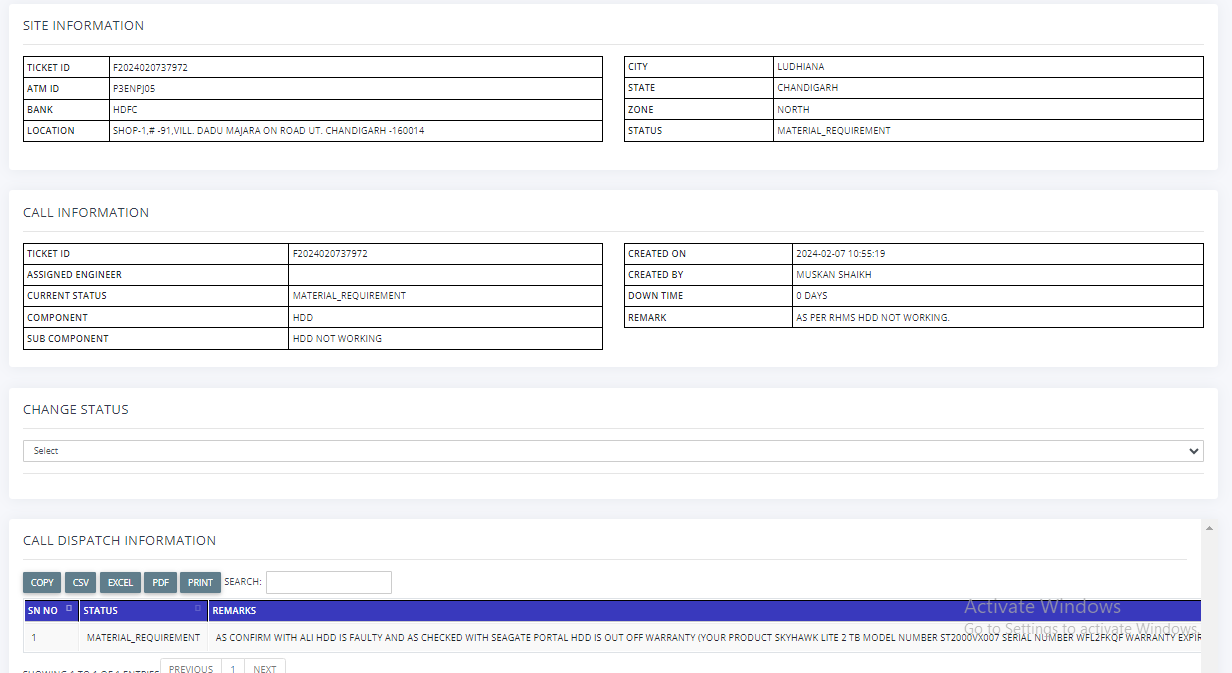 SITE INFORMATION
TICKET ID F2024020737972
ATM ID P3ENPJ05
BANK HDFC
LOCATION SHOP-1,# -91,VILL. DADU MAJARA ON ROAD UT. CHANDIGARH -160014
CITY LUDHIANA
STATE CHANDIGARH
ZONE NORTH
STATUS MATERIAL_REQUIREMENT
CALL INFORMATION
TICKET ID F2024020737972
ASSIGNED ENGINEER
CURRENT STATUS MATERIAL_REQUIREMENT
COMPONENT HDD
SUB COMPONENT HDD NOT WORKING
CREATED ON 2024-02-07 10:55:19
CREATED BY MUSKAN SHAIKH
DOWN TIME 0 DAYS
REMARK AS PER RHMS HDD NOT WORKING.
CHANGE STATUS
Select
CALL DISPATCH INFORMATION
COPY CSV EXCEL PDF PRINT SEARCH:
SN NO STATUS REMARKS
1 MATERIAL_REQUIREMENT AS CONFIRM WITH ALI HDD IS FAULTY AND AS CHECKED WITH SEAGATE PORTAL HDD IS OUT OFF WARRANTY (YOUR PRODUCT SKYHAWK LITE 2 TB MODEL NUMBER ST2000VX007 SERIAL NUMBER WFL2FKQF WARRANTY EXPIR
SHOWING 1 TO 1 OF 1 ENTRIES PREVIOUS 1 NEXT
Activate Windows
Go to Settings to activate Windows.